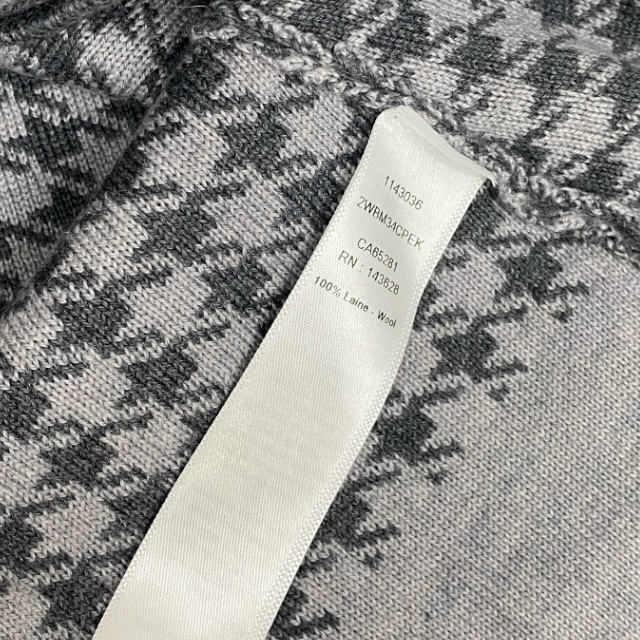 1143036
2WBM34CPEK
CA65281
RN : 143628
100% Laine - Wool